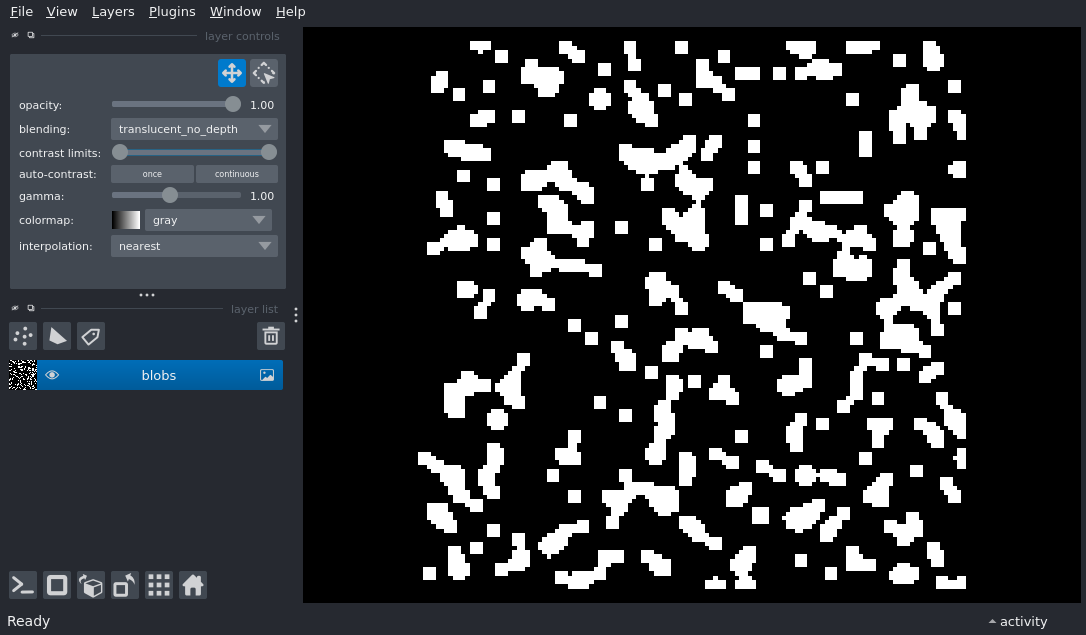 File View Layers Plugins Window Help
layer controls
opacity: 1.00
blending: translucent_no_depth
contrast limits:
auto-contrast: once continuous
gamma: 1.00
colormap: gray
interpolation: nearest
layer list
blobs
Ready
activity